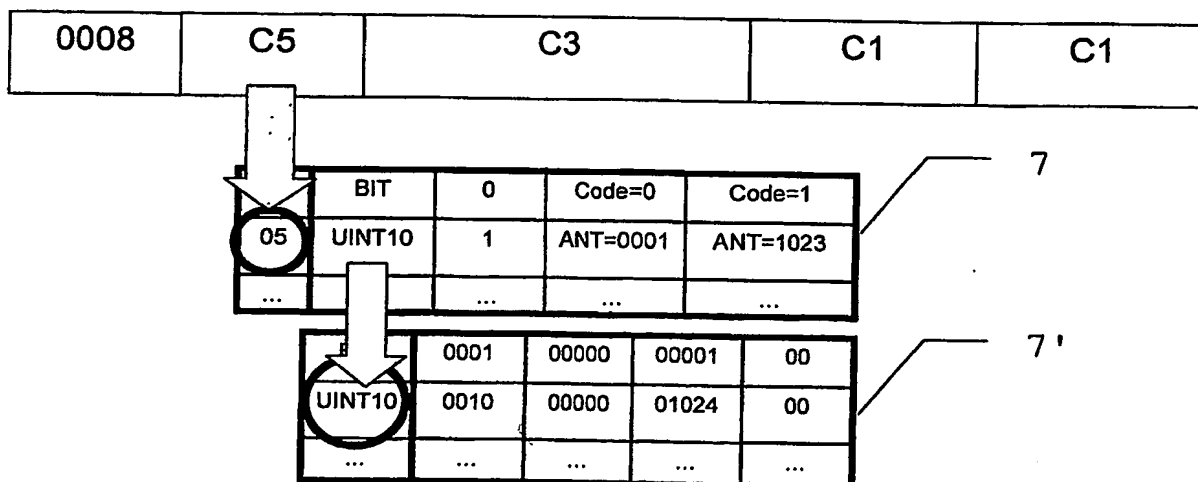 0008 C5 C3 C1 C1
7
BIT 0 Code=0 Code=1
05 UINT10 1 ANT=0001 ANT=1023
... ... ... ...
7'
0001 00000 00001 00
UINT10 0010 00000 01024 00
... ... ... ... ...